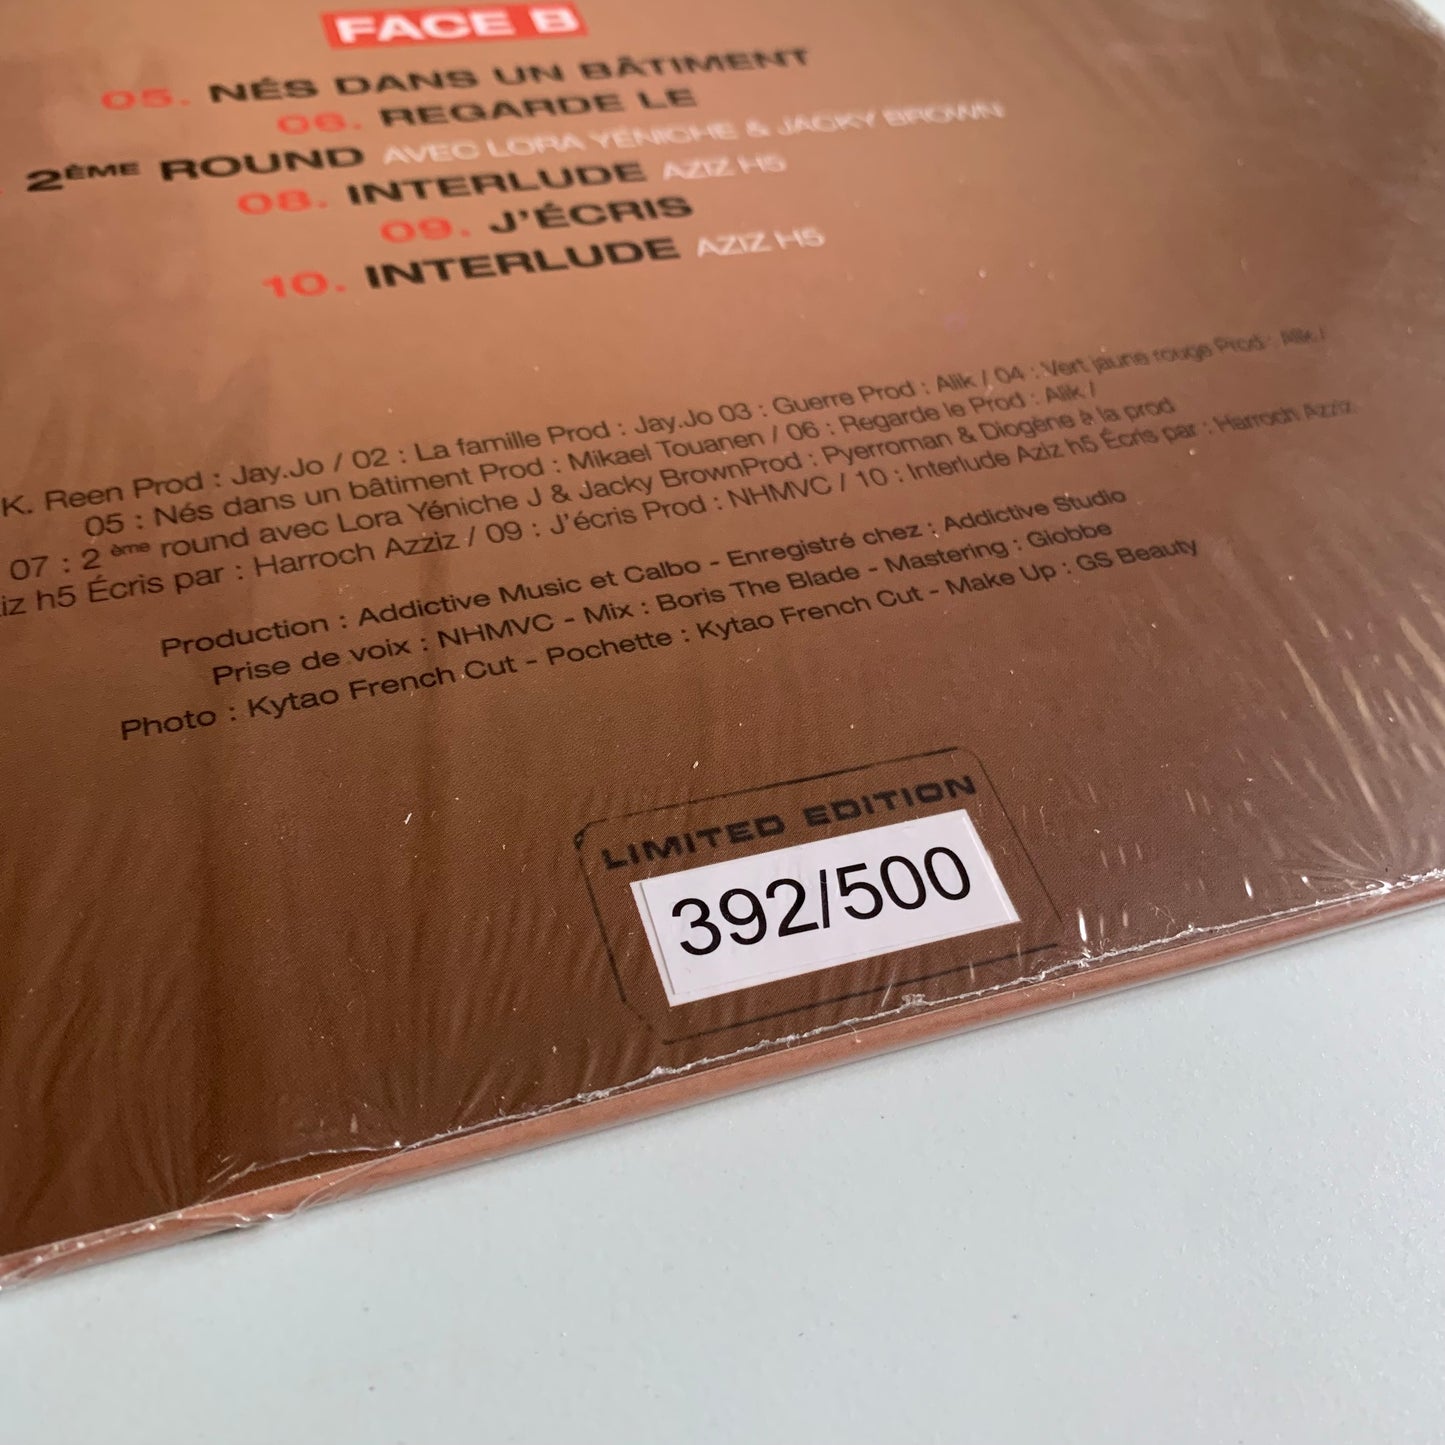 FACE B
05. NÉS DANS UN BÂTIMENT
06. REGARDE LE
2ÈME ROUND AVEC LORA YÉNICHE & JACKY BROWN
08. INTERLUDE AZIZ H5
09. J'ÉCRIS
10. INTERLUDE AZIZ H5
K. Reen Prod : Jay.Jo / 02 : La famille Prod : Jay.Jo 03 : Guerre Prod : Alik / 04 : Vert jaune rouge Prod : Alik /
05 : Nés dans un bâtiment Prod : Mikael Touanen / 06 : Regarde le Prod : Alik /
07 : 2 ème round avec Lora Yéniche J & Jacky BrownProd : Pyerroman & Diogène à la prod
iz h5 Écris par : Harroch Azziz / 09 : J'écris Prod : NHMVC / 10 : Interlude Aziz h5 Écris par : Harroch Azziz
Production : Addictive Music et Calbo - Enregistré chez : Addictive Studio
Prise de voix : NHMVC - Mix : Boris The Blade - Mastering : Globbe
Photo : Kytao French Cut - Pochette : Kytao French Cut - Make Up : GS Beauty
LIMITED EDITION
392/500